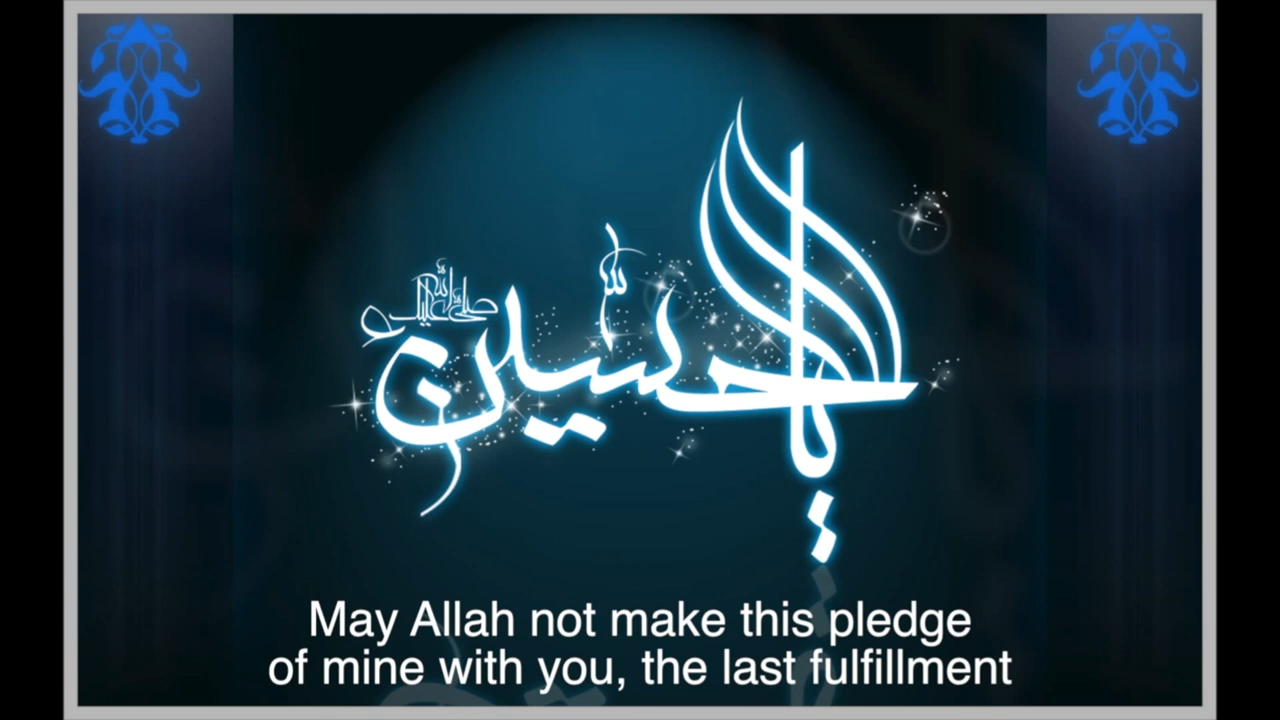 يا حسين
صلى الله عليك
May Allah not make this pledge
of mine with you, the last fulfillment